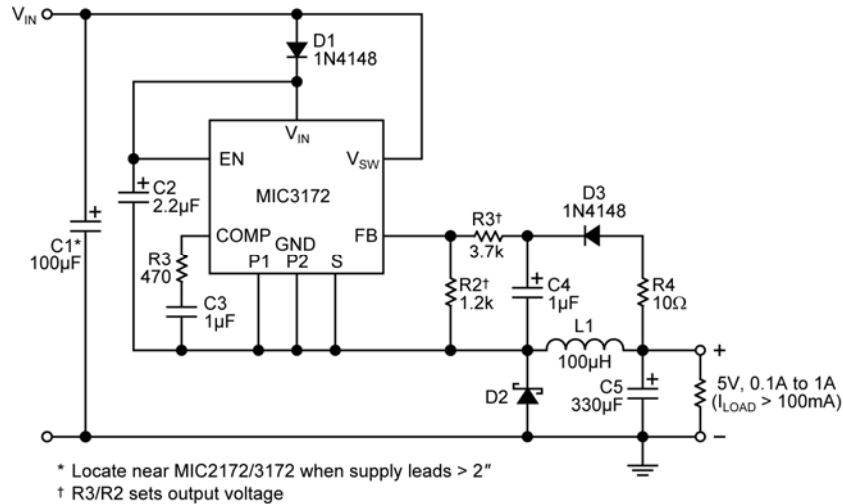 VIN
D1
1N4148
VIN
EN
VSW
C2
2.2µF
MIC3172
D3
1N4148
C1*
100µF
R3
470
COMP
GND
FB
P1
P2
S
R3†
3.7k
R2†
1.2k
C4
1µF
R4
10Ω
C3
1µF
L1
100µH
+
D2
C5
330µF
5V, 0.1A to 1A
(ILOAD > 100mA)
–
* Locate near MIC2172/3172 when supply leads > 2″
† R3/R2 sets output voltage